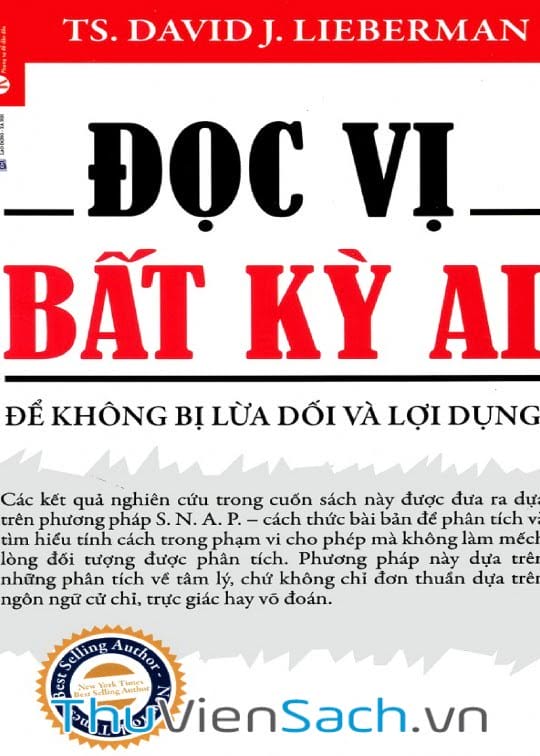 TS. DAVID J. LIEBERMAN
ĐỌC VỊ
BẤT KỲ AI
ĐỂ KHÔNG BỊ LỪA DỐI VÀ LỢI DỤNG
Các kết quả nghiên cứu trong cuốn sách này được đưa ra dựa
trên phương pháp S. N. A. P. – cách thức bài bản để phân tích và
tìm hiểu tính cách trong phạm vi cho phép mà không làm mếch
lòng đối tượng được phân tích. Phương pháp này dựa trên
những phân tích về tâm lý, chứ không chỉ đơn thuần dựa trên
ngôn ngữ cử chỉ, trực giác hay võ đoán.
Best Selling Author
New York Times
Best Selling Author
ThuVienSach.vn